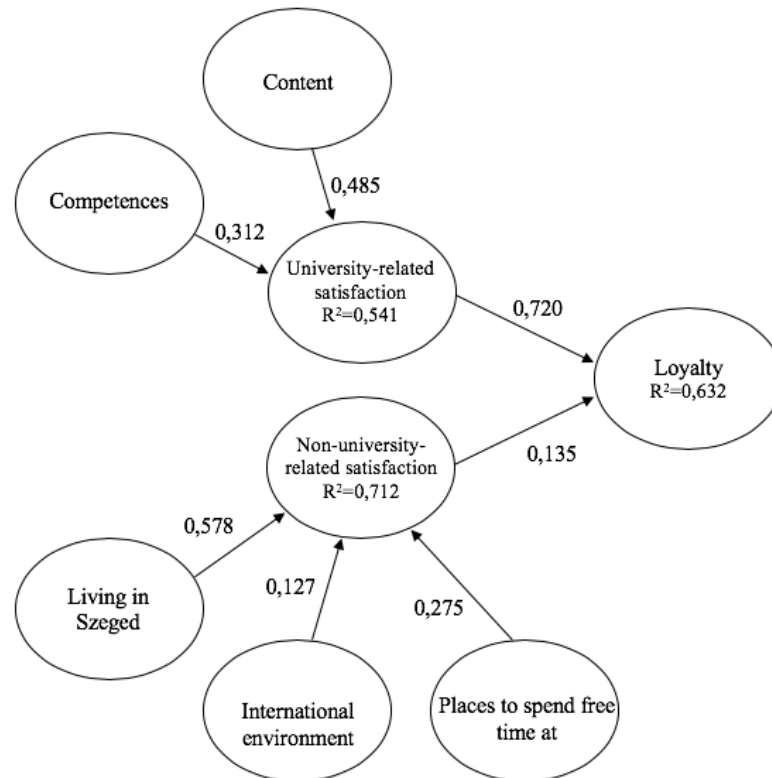 Content
Competences
0,485
0,312
University-related
satisfaction
R²=0,541
0,720
Loyalty
R²=0,632
Non-university-
related satisfaction
R²=0,712
0,135
0,578
Living in
Szeged
0,127
0,275
International
environment
Places to spend free
time at